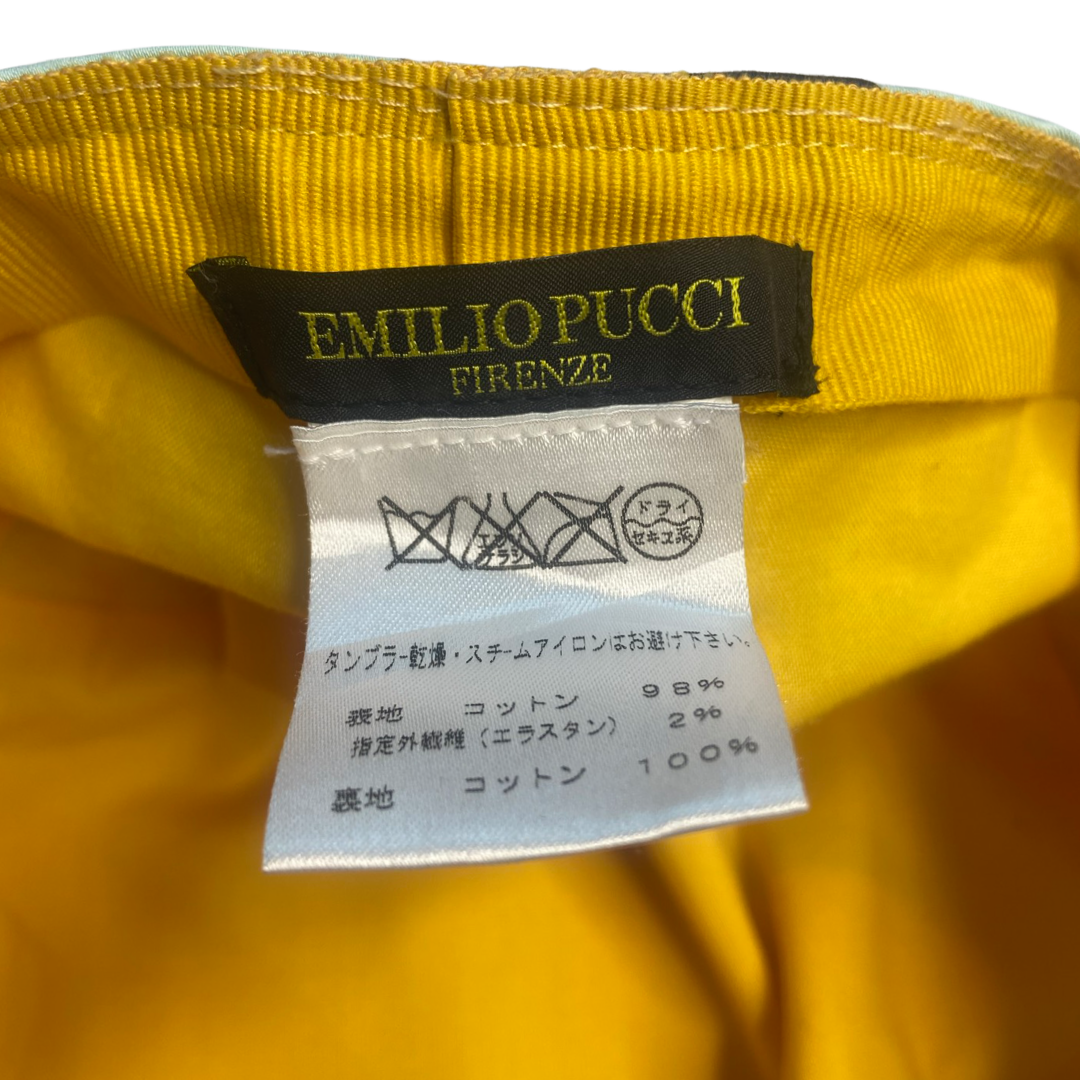 EMILIO PUCCI
FIRENZE
エンソ
サラシ
ドライ
セキユ系
タンブラー乾燥・スチームアイロンはお避け下さい。
表地 コットン 98%
指定外繊維(エラスタン) 2%
裏地 コットン 100%